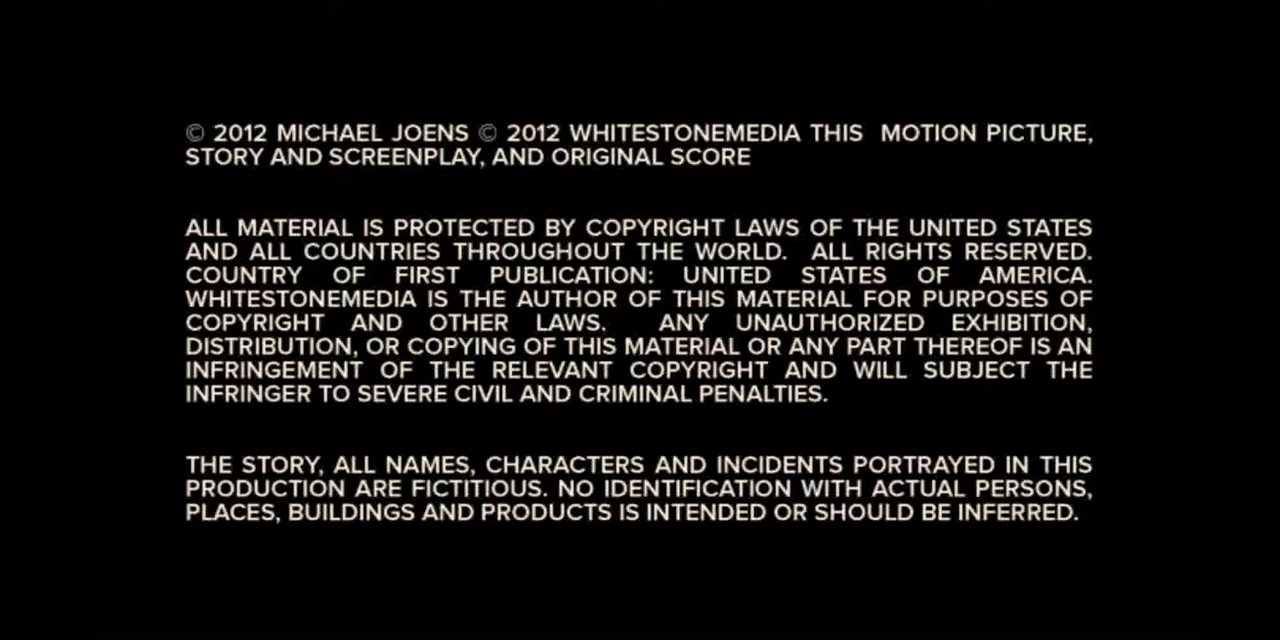 © 2012 MICHAEL JOENS © 2012 WHITESTONEMEDIA THIS MOTION PICTURE,
STORY AND SCREENPLAY, AND ORIGINAL SCORE
ALL MATERIAL IS PROTECTED BY COPYRIGHT LAWS OF THE UNITED STATES
AND ALL COUNTRIES THROUGHOUT THE WORLD. ALL RIGHTS RESERVED.
COUNTRY OF FIRST PUBLICATION: UNITED STATES OF AMERICA.
WHITESTONEMEDIA IS THE AUTHOR OF THIS MATERIAL FOR PURPOSES OF
COPYRIGHT AND OTHER LAWS. ANY UNAUTHORIZED EXHIBITION,
DISTRIBUTION, OR COPYING OF THIS MATERIAL OR ANY PART THEREOF IS AN
INFRINGEMENT OF THE RELEVANT COPYRIGHT AND WILL SUBJECT THE
INFRINGER TO SEVERE CIVIL AND CRIMINAL PENALTIES.
THE STORY, ALL NAMES, CHARACTERS AND INCIDENTS PORTRAYED IN THIS
PRODUCTION ARE FICTITIOUS. NO IDENTIFICATION WITH ACTUAL PERSONS,
PLACES, BUILDINGS AND PRODUCTS IS INTENDED OR SHOULD BE INFERRED.